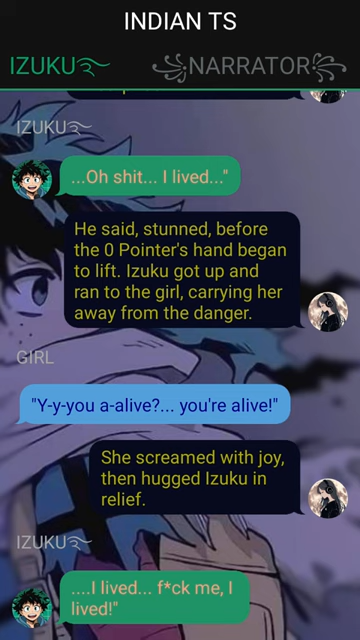 INDIAN TS
IZUKU
NARRATOR
IZUKU
...Oh shit... I lived..."
He said, stunned, before
the 0 Pointer's hand began
to lift. Izuku got up and
ran to the girl, carrying her
away from the danger.
GIRL
"Y-y-you a-alive?... you're alive!"
She screamed with joy,
then hugged Izuku in
relief.
IZUKU
....I lived... f*ck me, I
lived!"